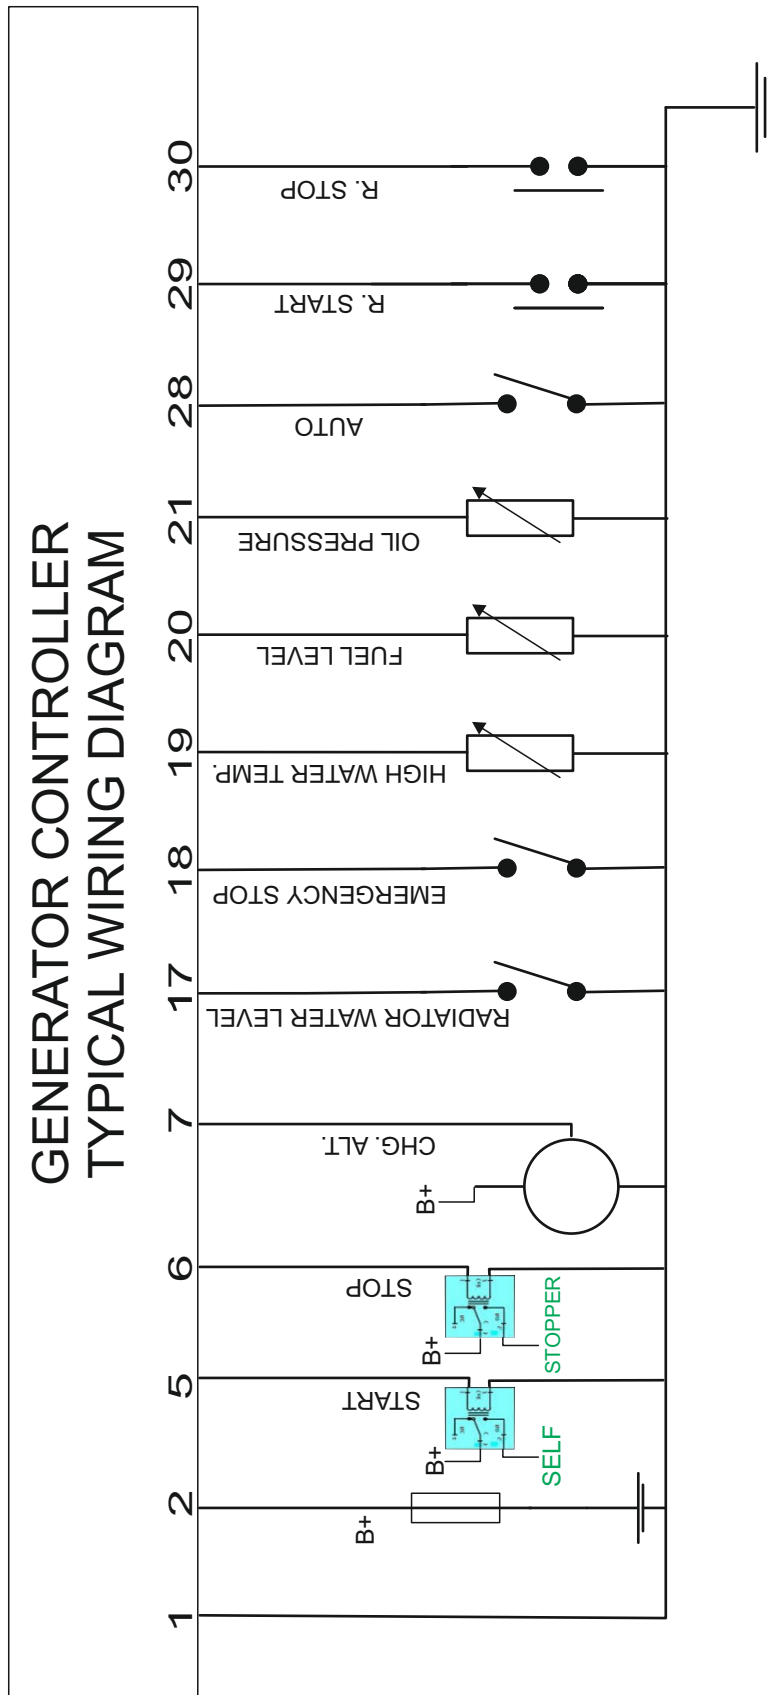 GENERATOR CONTROLLER
TYPICAL WIRING DIAGRAM
1
2
5
6
7
17
18
19
20
21
28
29
30
B+
START
B+
SELF
STOP
B+
STOPPER
CHG. ALT.
B+
RADIATOR WATER LEVEL
EMERGENCY STOP
HIGH WATER TEMP.
FUEL LEVEL
OIL PRESSURE
AUTO
R. START
R. STOP